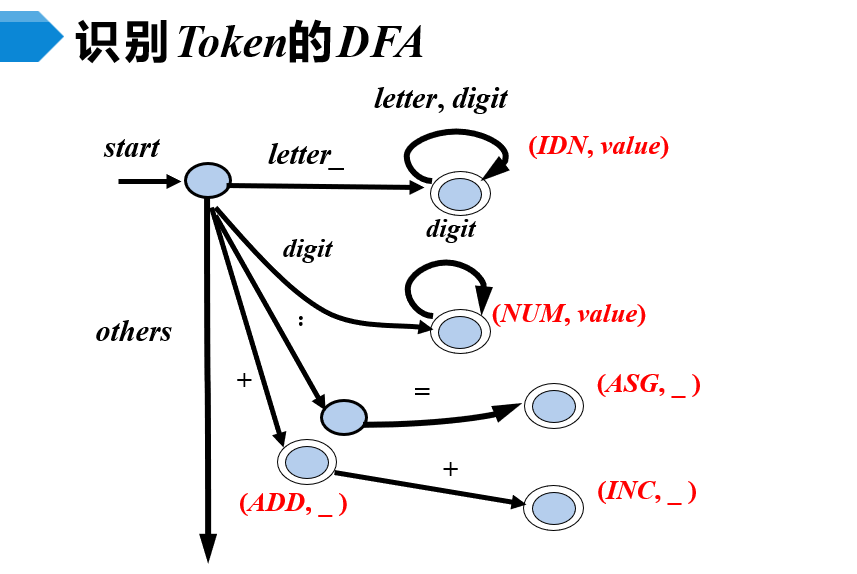 识别Token的DFA
letter, digit
start
letter_
(IDN, value)
digit
digit
:
(NUM, value)
others
+
=
(ASG, _ )
+
(ADD, _ )
(INC, _ )